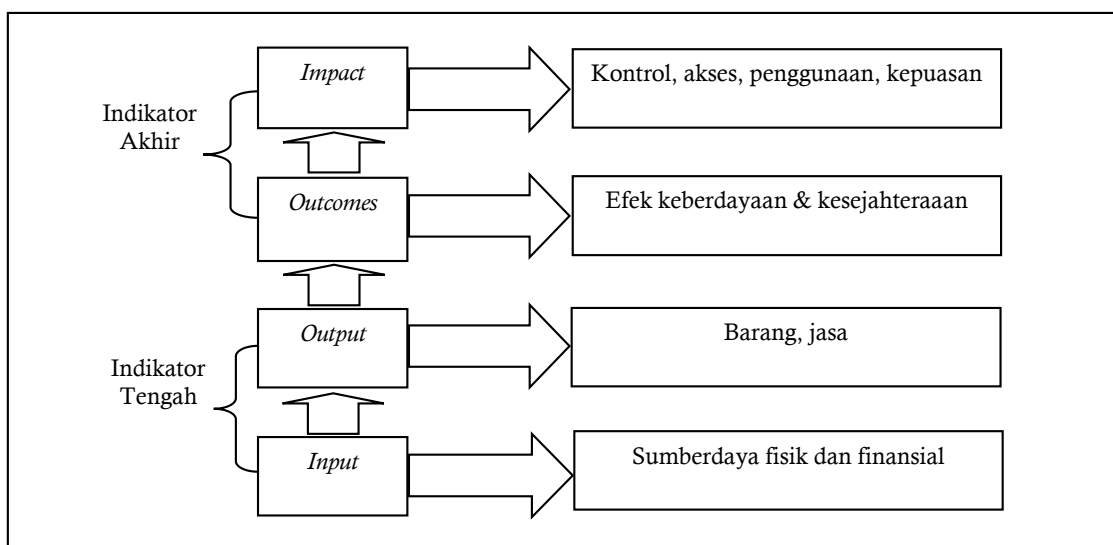 Impact
Kontrol, akses, penggunaan, kepuasan
Indikator
Akhir
Outcomes
Efek keberdayaan & kesejahteraaan
Output
Barang, jasa
Indikator
Tengah
Input
Sumberdaya fisik dan finansial